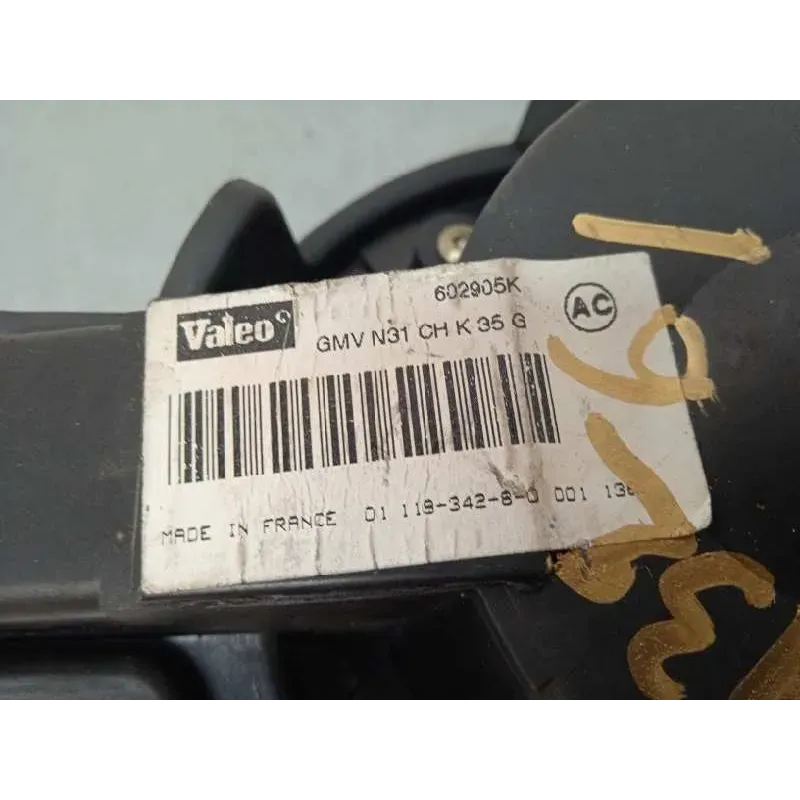 Valeo
602905K
AC
GMV N31 CH K 35 G
MADE IN FRANCE 01 118-342-8-0 001